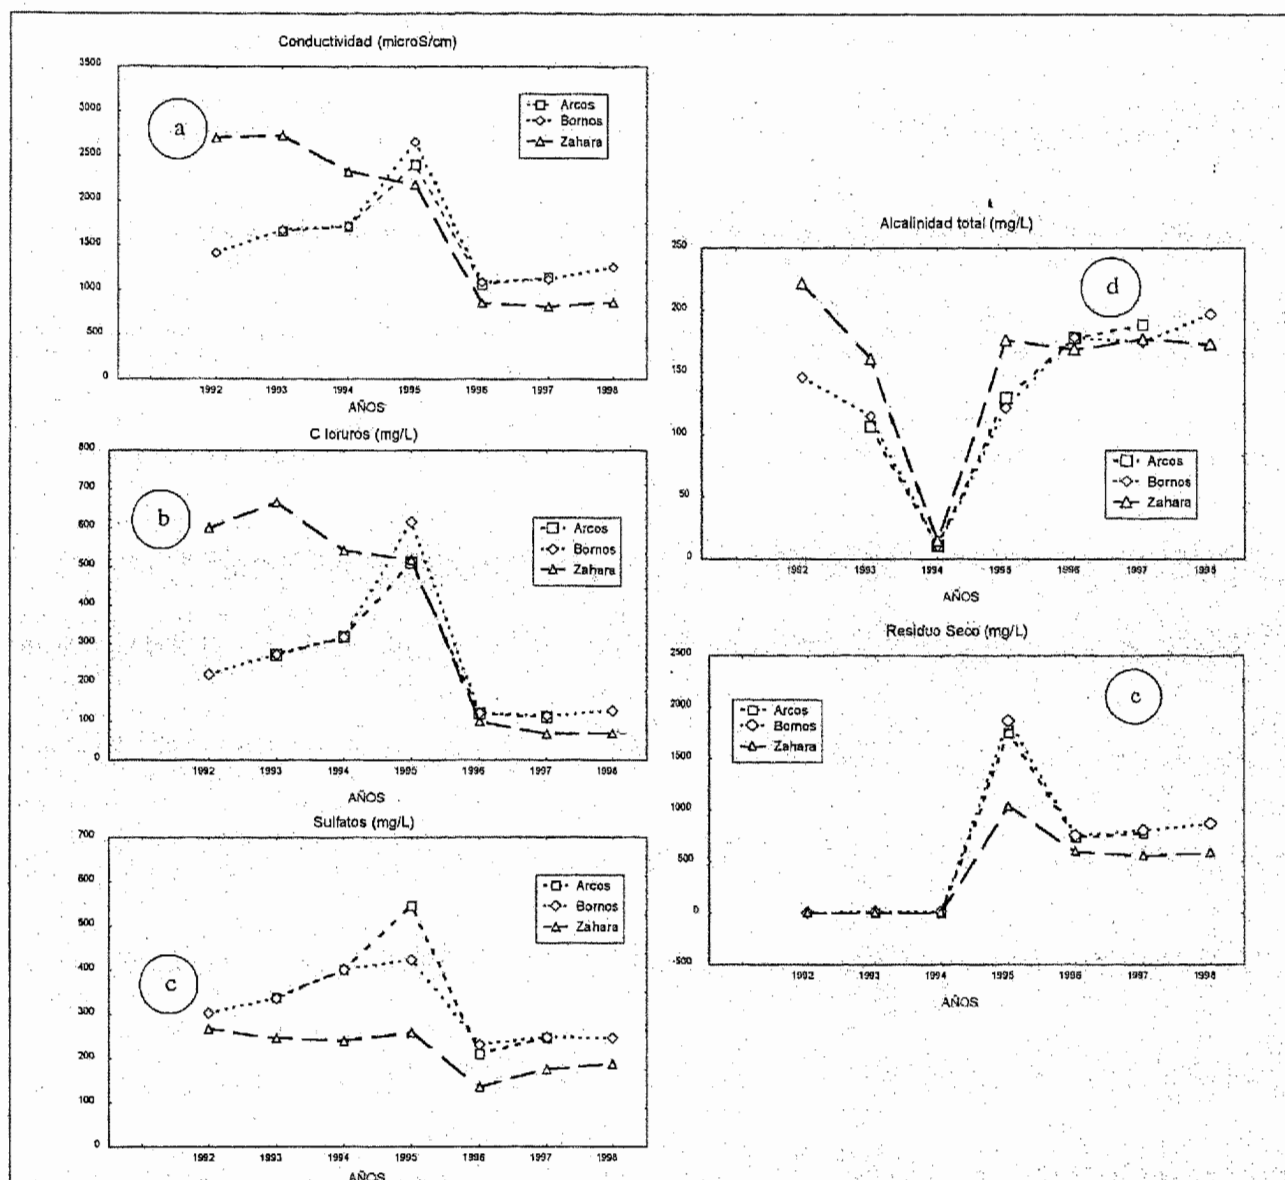 Conductividad (microS/cm)
3500
3000
2500
2000
1500
1000
500
0
a
Arcos
Bornos
Zahara
1992 1993 1994 1995 1996 1997 1998
AÑOS
C loruros (mg/L)
800
700
600
500
400
300
200
100
0
b
Arcos
Bornos
Zahara
1992 1993 1994 1995 1996 1997 1998
AÑOS
Sulfatos (mg/L)
700
600
500
400
300
200
100
0
c
Arcos
Bornos
Zahara
1992 1993 1994 1995 1996 1997 1998
AÑOS
Alcalinidad total (mg/L)
250
200
150
100
50
0
d
Arcos
Bornos
Zahara
1992 1993 1994 1995 1996 1997 1998
AÑOS
Residuo Seco (mg/L)
2500
2000
1500
1000
500
0
-500
e
Arcos
Bornos
Zahara
1992 1993 1994 1995 1996 1997 1998
AÑOS